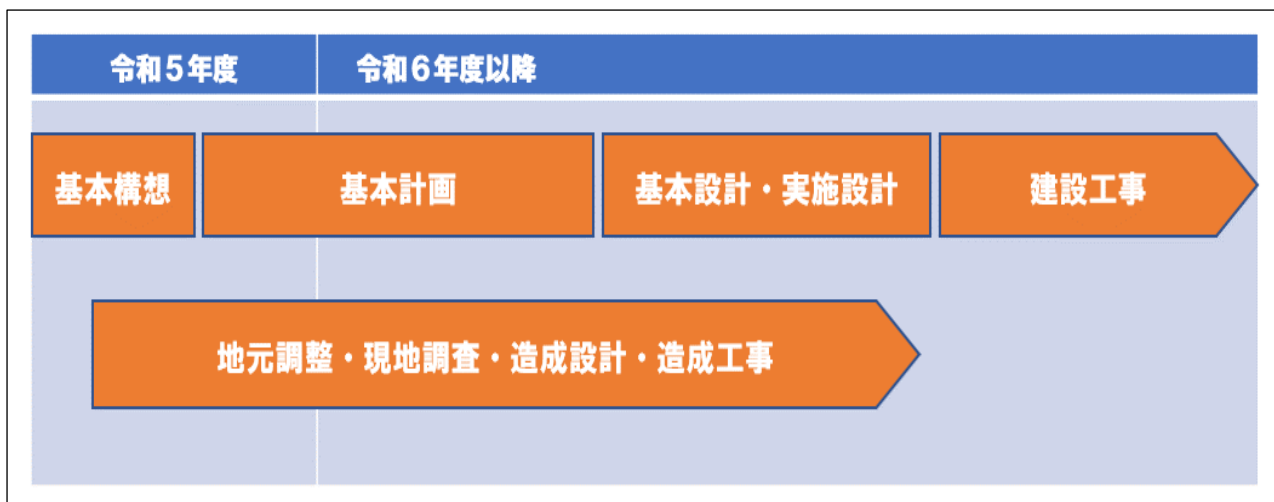 令和５年度
令和６年度以降
基本構想
基本計画
基本設計・実施設計
建設工事
地元調整・現地調査・造成設計・造成工事